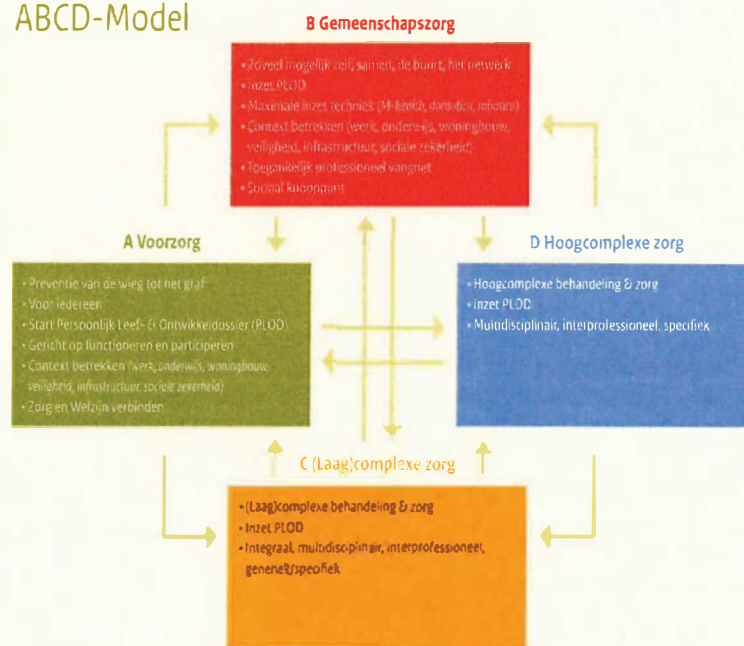 ABCD-Model
B Gemeenschapszorg
• Zoveel mogelijk zelf, samen, de buurt, het netwerk
• Inzet PLOD
• Maximale inzet techniek (M-health, domotica, robotica)
• Context betrekken (werk, onderwijs, woningbouw,
veiligheid, infrastructuur, sociale zekerheid)
• Toegankelijk professioneel vangnet
• Sociaal knooppunt
A Voorzorg
• Preventie van de wieg tot het graf
• Voor iedereen
• Start Persoonlijk Leef- & Ontwikkeldossier (PLOD)
• Gericht op functioneren en participeren
• Context betrekken (werk, onderwijs, woningbouw,
veiligheid, infrastructuur, sociale zekerheid)
• Zorg en Welzijn verbinden
D Hoogcomplexe zorg
• Hoogcomplexe behandeling & zorg
• Inzet PLOD
• Multidisciplinair, interprofessioneel, specifiek
C (Laag)complexe zorg
• (Laag)complexe behandeling & zorg
• Inzet PLOD
• Integraal, multidisciplinair, interprofessioneel,
generiek/specifiek